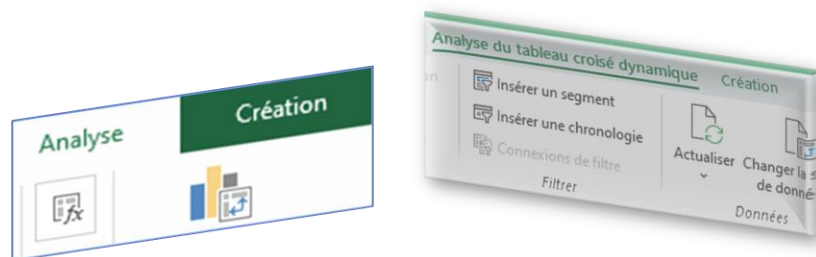 Analyse
Création
fx
Analyse du tableau croisé dynamique
Création
Insérer un segment
Insérer une chronologie
Connexions de filtre
Filtrer
Actualiser
Changer la
de donné
Données